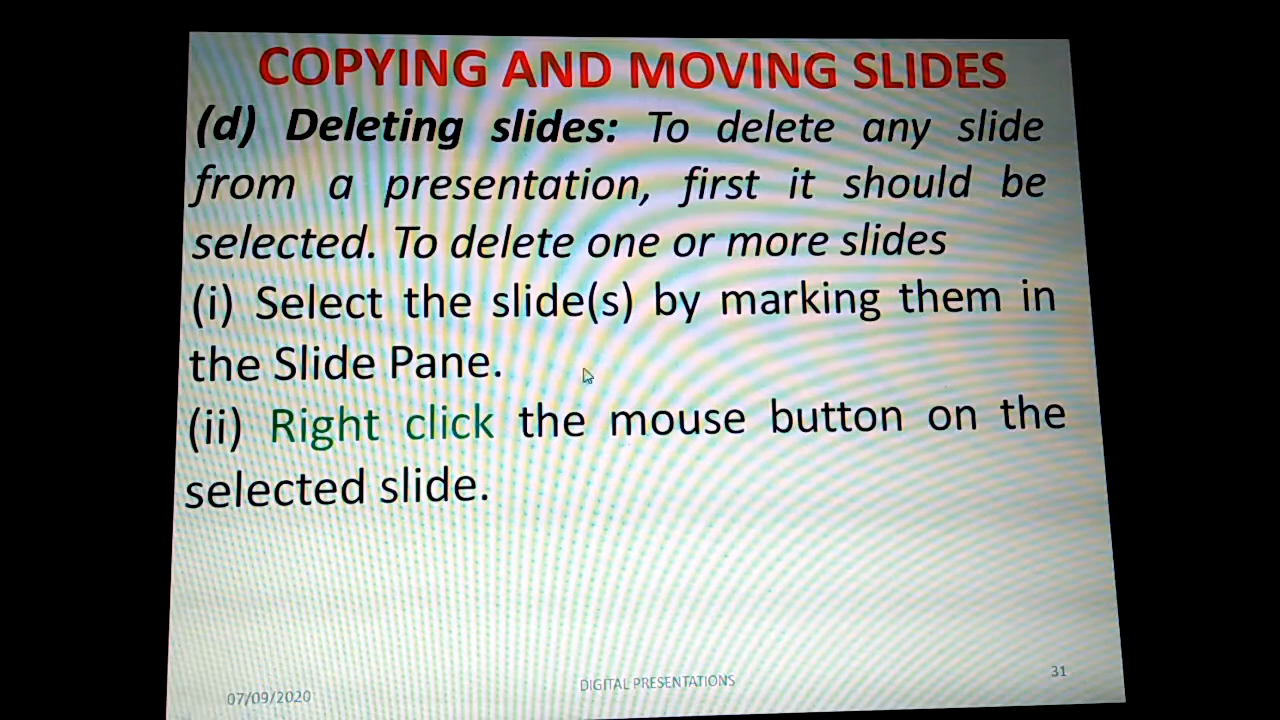 COPYING AND MOVING SLIDES
(d) Deleting slides: To delete any slide
from a presentation, first it should be
selected. To delete one or more slides
(i) Select the slide(s) by marking them in
the Slide Pane.
(ii) Right click the mouse button on the
selected slide.
07/09/2020
DIGITAL PRESENTATIONS
31